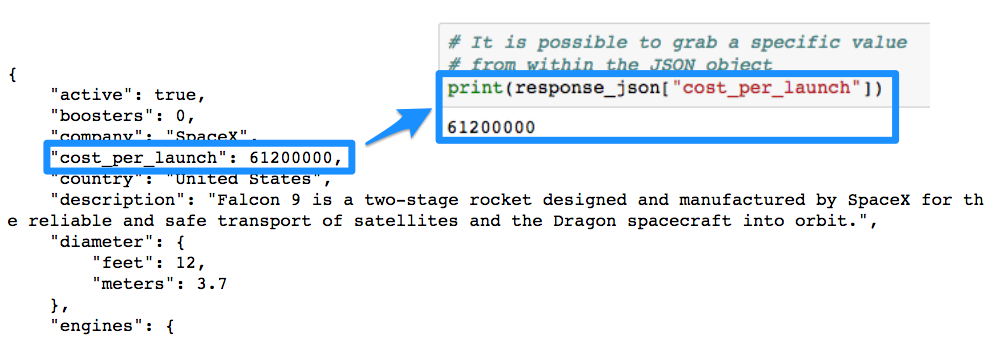 # It is possible to grab a specific value
# from within the JSON object
print(response_json["cost_per_launch"])
61200000
{
    "active": true,
    "boosters": 0,
    "company": "SpaceX",
    "cost_per_launch": 61200000,
    "country": "United States",
    "description": "Falcon 9 is a two-stage rocket designed and manufactured by SpaceX for th
e reliable and safe transport of satellites and the Dragon spacecraft into orbit.",
    "diameter": {
        "feet": 12,
        "meters": 3.7
    },
    "engines": {